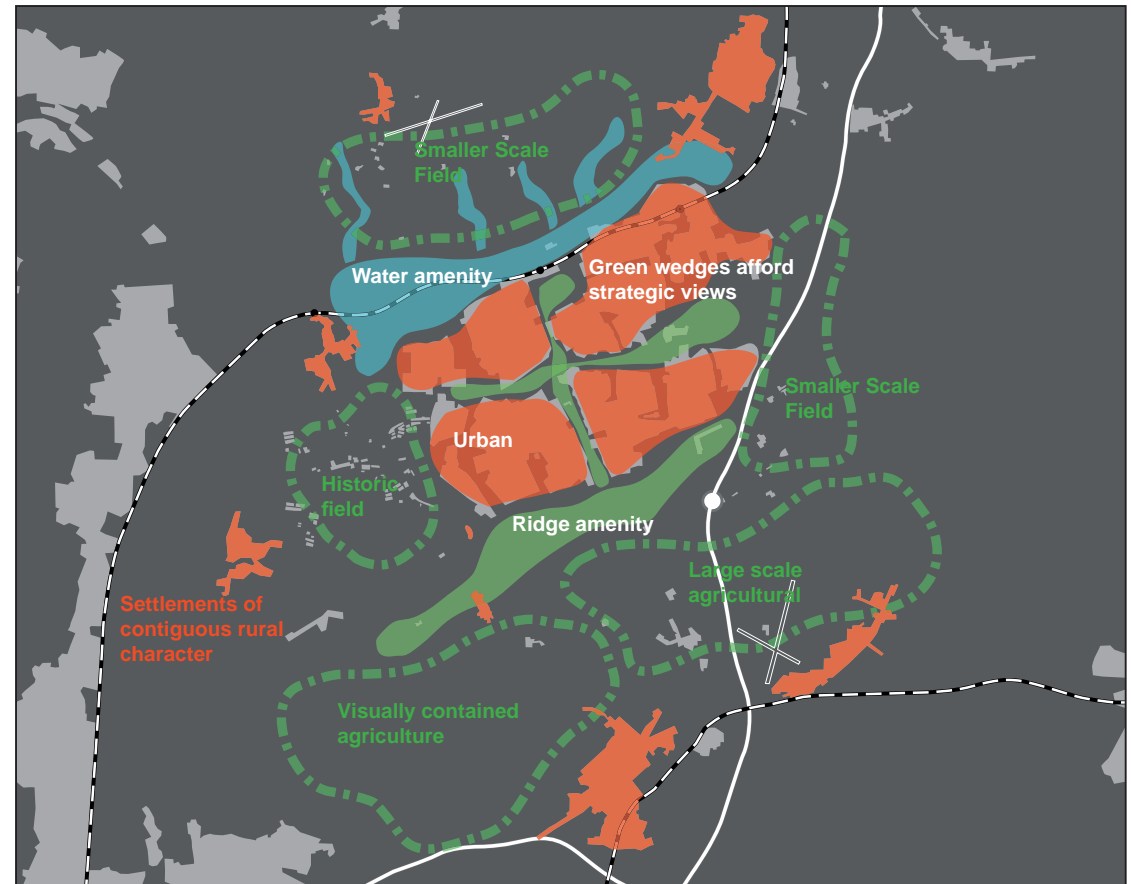 Smaller Scale
Field
Water amenity
Green wedges afford
strategic views
Smaller Scale
Field
Urban
Historic
field
Ridge amenity
Large scale
agricultural
Settlements of
contiguous rural
character
Visually contained
agriculture